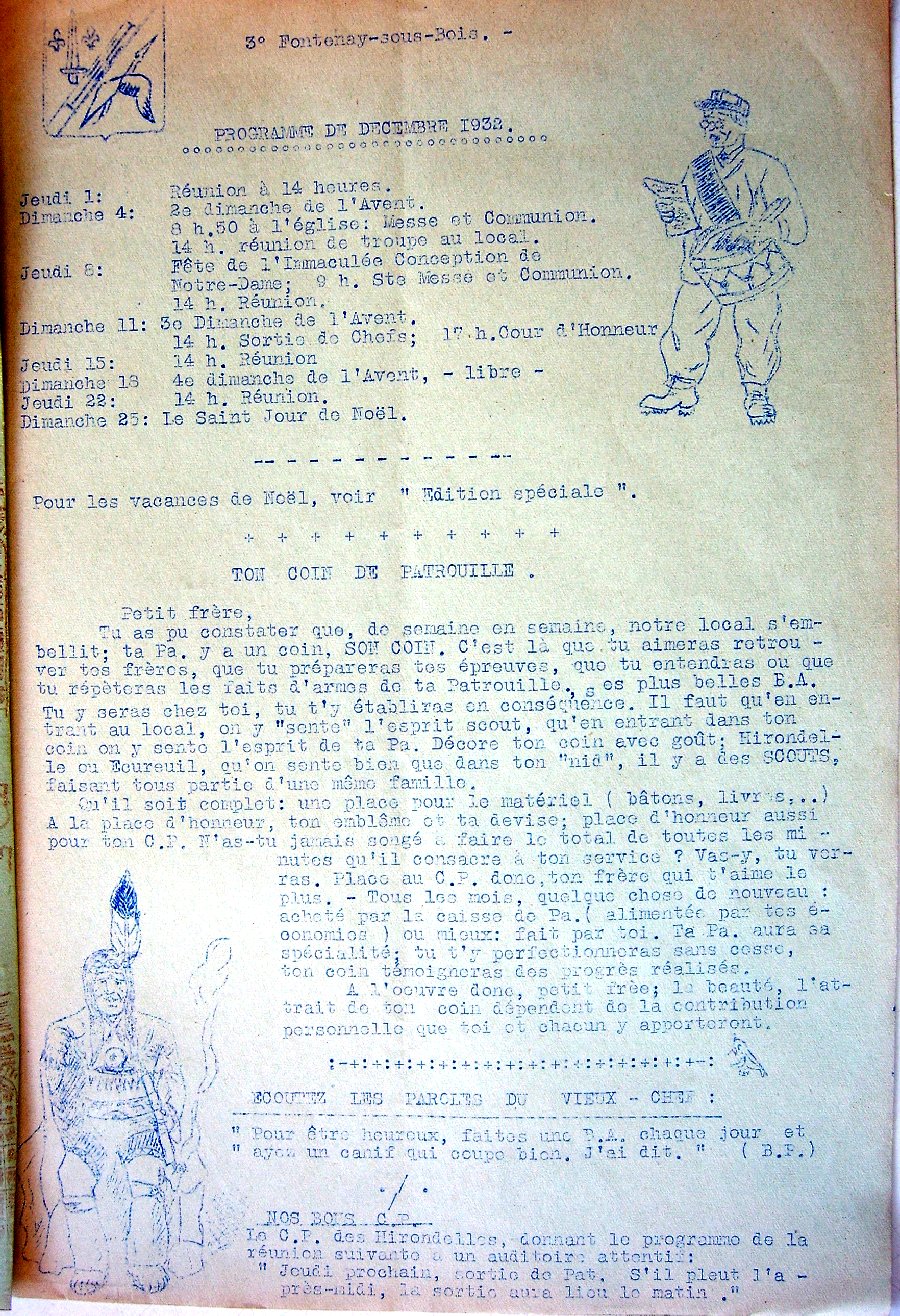 3° Fontenay-sous-Bois. -
PROGRAMME DE DECEMBRE 1932.
Jeudi 1: Réunion à 14 heures.
Dimanche 4: 2e dimanche de l'Avent.
8 h.50 à l'église: Messe et Communion.
14 h. réunion de troupe au local.
Jeudi 8: Fête de l'Immaculée Conception de
Notre-Dame; 9 h. Ste Messe et Communion.
14 h. Réunion.
Dimanche 11: 3e Dimanche de l'Avent.
14 h. Sortie de Chefs; 17.h.Cour d'Honneur
Jeudi 15: 14 h. Réunion
Dimanche 18 4e dimanche de l'Avent, - libre -
Jeudi 22: 14 h. Réunion.
Dimanche 25: Le Saint Jour de Noël.
-- - - - - - - - - - --
Pour les vacances de Noël, voir " Edition spéciale ".
+ + + + + + + + + +
TON COIN DE PATROUILLE .
Petit frère,
Tu as pu constater que, de semaine en semaine, notre local s'em-
bellit; ta Pa. y a un coin, SON COIN. C'est là que tu aimeras retrou -
ver tes frères, que tu prépareras tes épreuves, que tu entendras ou que
tu répèteras les faits d'armes de ta Patrouille, es plus belles B.A.
Tu y seras chez toi, tu t'y établiras en conséquence. Il faut qu'en en-
trant au local, on y "sente" l'esprit scout, qu'en entrant dans ton
coin on y sente l'esprit de ta Pa. Décore ton coin avec goût; Hirondel-
le ou Ecureuil, qu'on sente bien que dans ton "nid", il y a des SCOUTS,
faisant tous partie d'une même famille.
Qu'il soit complet: une place pour le matériel ( bâtons, livres,..)
A la place d'honneur, ton emblême et ta devise; place d'honneur aussi
pour ton C.P. N'as-tu jamais songé à faire le total de toutes les mi -
nutes qu'il consacre à ton service ? Vas-y, tu ver-
ras. Place au C.P. donc,ton frère qui t'aime le
plus. - Tous les mois, quelque chose de nouveau :
acheté par la caisse de Pa.( alimentée par tes é-
conomies ) ou mieux: fait par toi. Ta Pa. aura sa
spécialité; tu t'y perfectionneras sans cesse,
ton coin témoigneras des progrès réalisés.
A l'oeuvre donc, petit frèe; la beauté, l'at-
trait de ton coin dépendent de la contribution
personnelle que toi et chacun y apporteront.
:-+:+:+:+:+:+:+:+:+:+:+:+:+:+:+:+:+-:
ECOUTEZ LES PAROLES DU VIEUX - CHEF :
" Pour être heureux, faites une B.A. chaque jour et
" ayez un canif qui coupe bien. J'ai dit. " ( B.P.)
./.
NOS BONS C.P.
Le C.P. des Hirondelles, donnant le programme de la
réunion suivante à un auditoire attentif:
" Jeudi prochain, sortie de Pat. S'il pleut l'a -
près-midi, la sortie aura lieu le matin ."